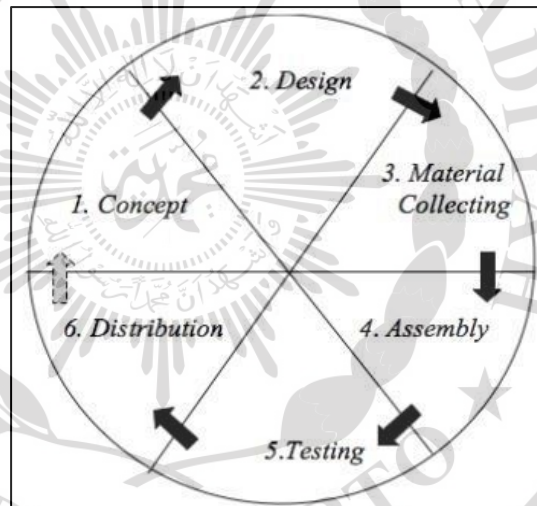 2. Design
3. Material
Collecting
1. Concept
6. Distribution
4. Assembly
5.Testing